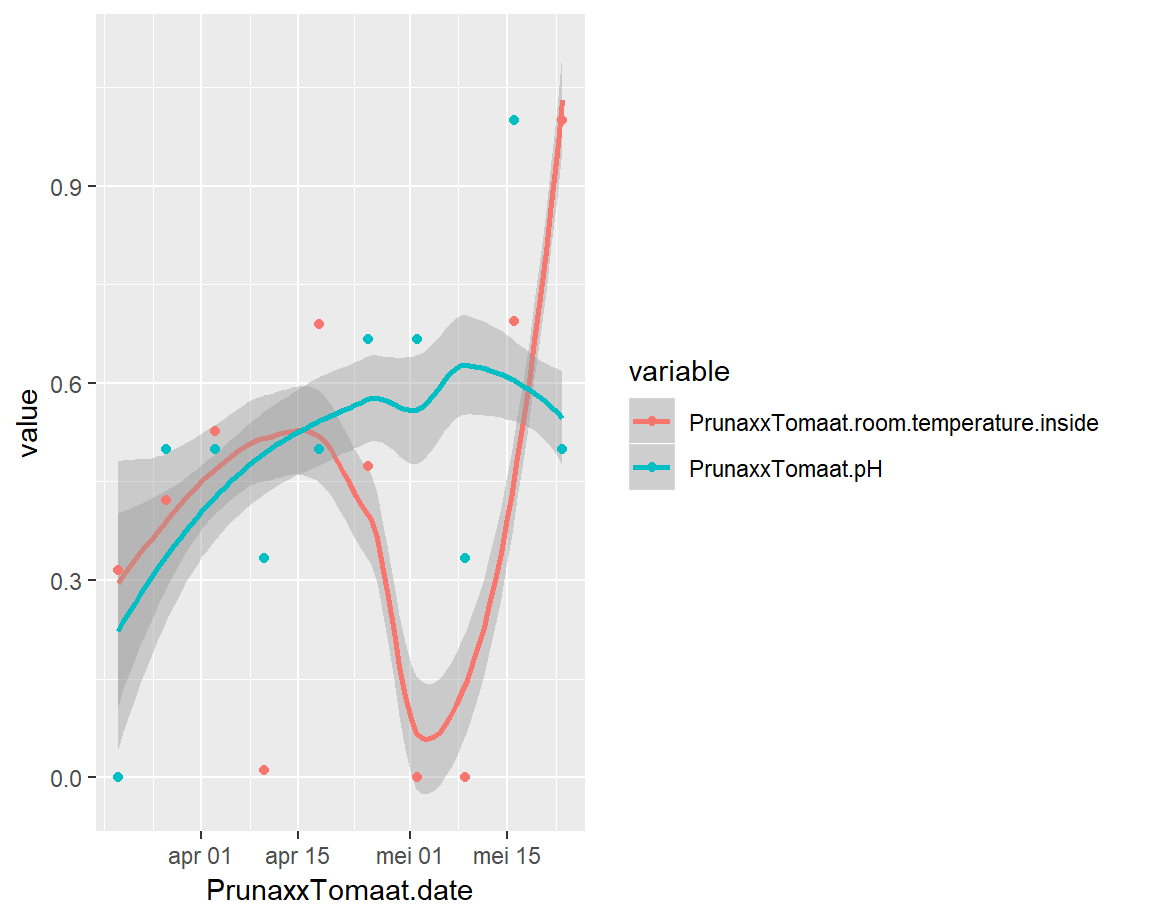 value
0.9
0.6
0.3
0.0
apr 01 apr 15 mei 01 mei 15
PrunaxxTomaat.date
variable
PrunaxxTomaat.room.temperature.inside
PrunaxxTomaat.pH